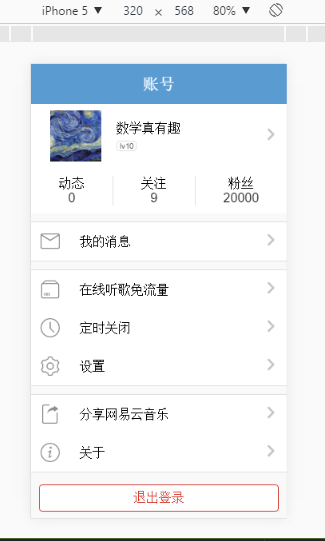 iPhone 5 ▼ 320 × 568 80% ▼
账号
数学真有趣
lv10
动态 关注 粉丝
0 9 20000
我的消息
在线听歌免流量
定时关闭
设置
分享网易云音乐
关于
退出登录